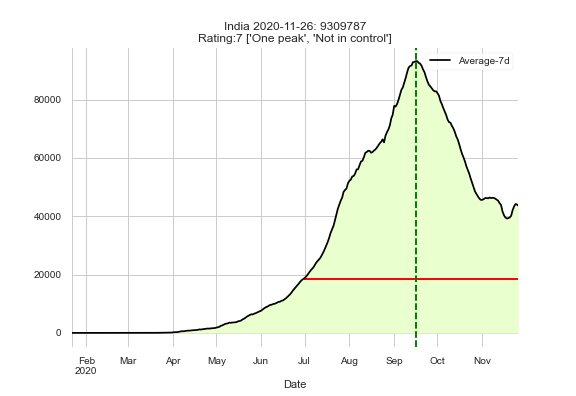 India 2020-11-26: 9309787
Rating:7 ['One peak', 'Not in control']
Average-7d
80000
60000
40000
20000
0
Feb Mar Apr May Jun Jul Aug Sep Oct Nov
2020
Date